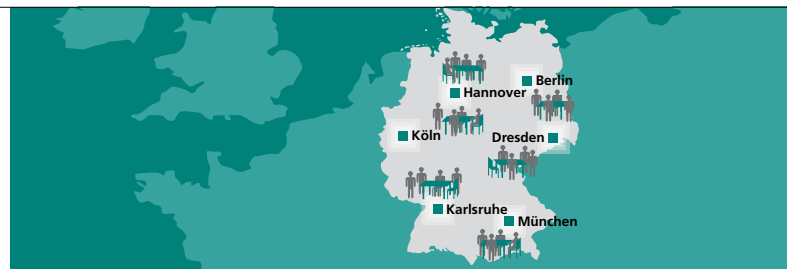 Berlin
Hannover
Köln
Dresden
Karlsruhe
München